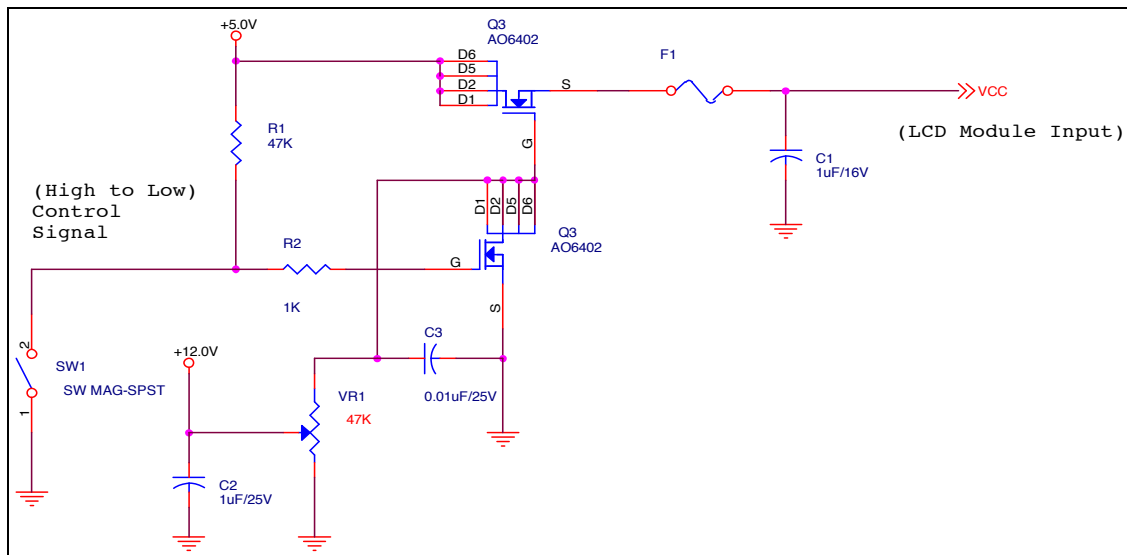 +5.0V
Q3
AO6402
D6
D5
D2
D1
S
G
F1
VCC
(LCD Module Input)
R1
47K
C1
1uF/16V
(High to Low)
Control
Signal
D1
D2
D5
D6
Q3
AO6402
R2
1K
G
S
2
SW1
SW MAG-SPST
1
+12.0V
C3
0.01uF/25V
VR1
47K
C2
1uF/25V